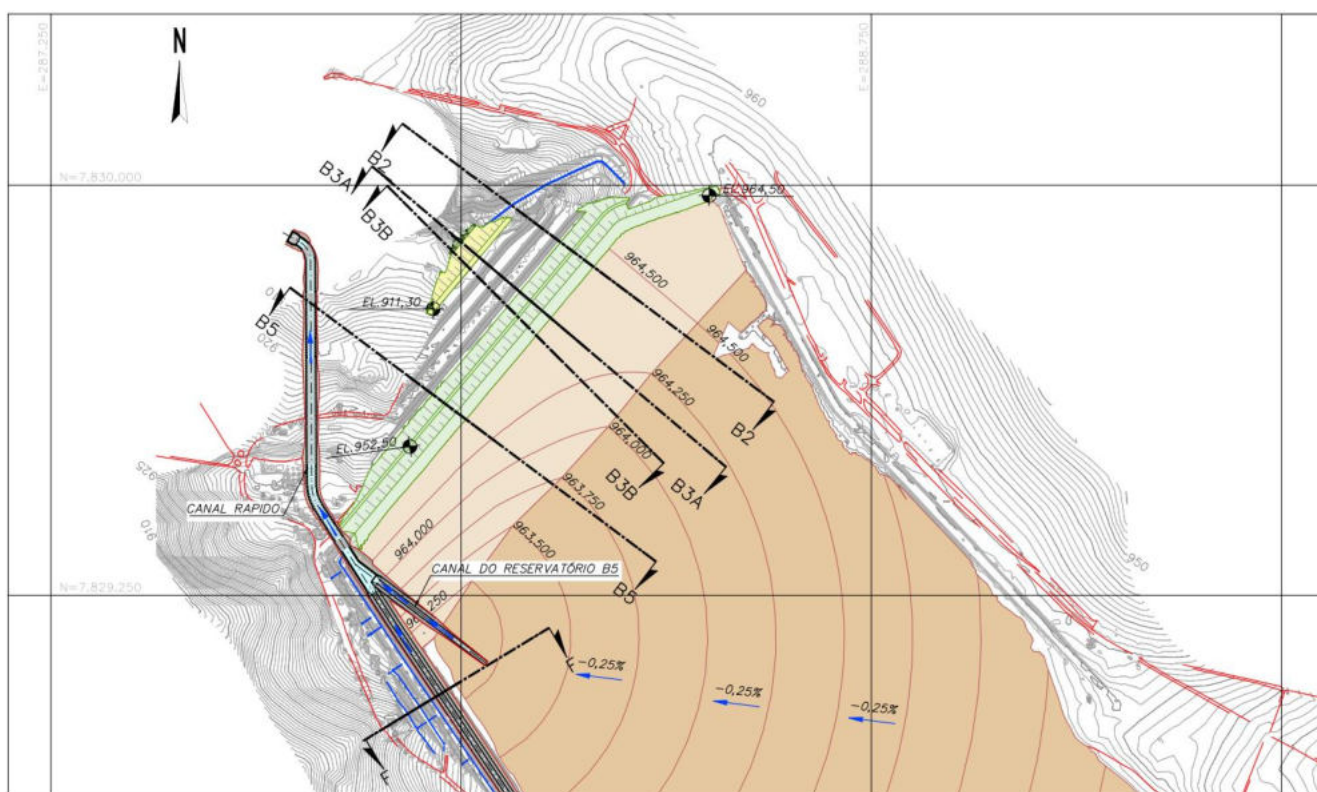 E=287.250
E=288.750
N
960
B2
B3A
B3B
N=7,830,000
EL.964,50
964,500
EL.911,30
B5
920
964,500
964,250
B2
964,000
B3B
B3A
EL.952,50
925
963,750
CANAL RAPIDO
910
964,000
963,500
950
CANAL DO RESERVATÓRIO B5
B5
N=7,829,250
F
-0,25%
-0,25%
-0,25%
F